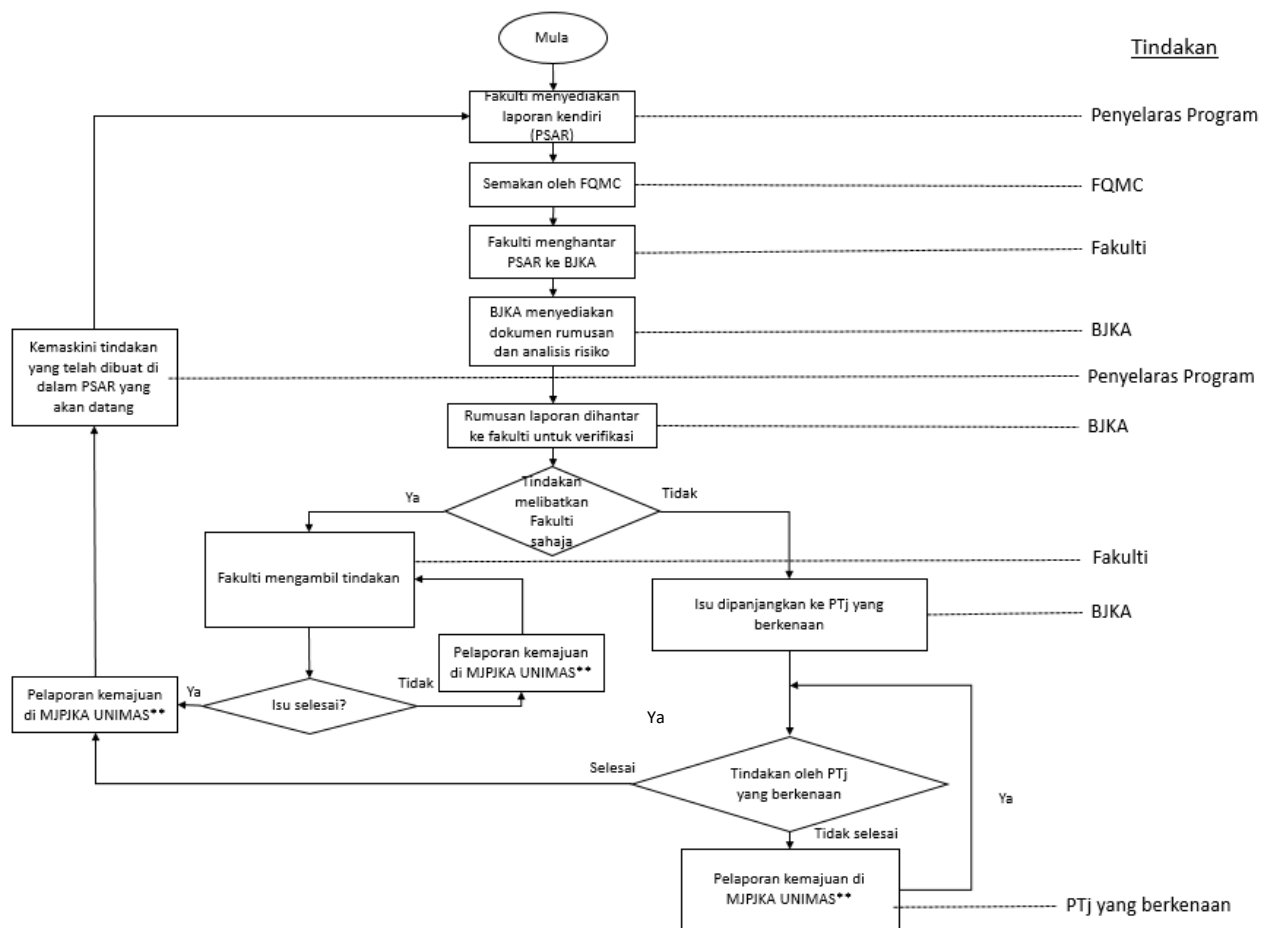 Mula
Tindakan
Fakulti menyediakan
laporan kendiri
(PSAR)
Penyelaras Program
Semakan oleh FQMC
FQMC
Fakulti menghantar
PSAR ke BJKA
Fakulti
BJKA menyediakan
dokumen rumusan
dan analisis risiko
BJKA
Kemaskini tindakan
yang telah dibuat di
dalam PSAR yang
akan datang
Penyelaras Program
Rumusan laporan dihantar
ke fakulti untuk verifikasi
BJKA
Tindakan
melibatkan
Fakulti
sahaja
Ya
Tidak
Fakulti mengambil tindakan
Fakulti
Isu dipanjangkan ke PTj yang
berkenaan
BJKA
Pelaporan kemajuan
di MJPJKA UNIMAS**
Tidak
Isu selesai?
Ya
Pelaporan kemajuan
di MJPJKA UNIMAS**
Ya
Selesai
Tindakan oleh PTj
yang berkenaan
Ya
Tidak selesai
Pelaporan kemajuan di
MJPJKA UNIMAS**
PTj yang berkenaan